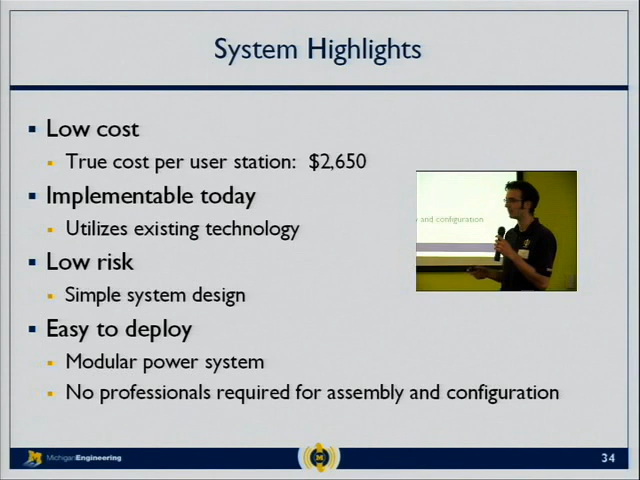 System Highlights
Low cost
True cost per user station: $2,650
Implementable today
Utilizes existing technology
and configuration
Low risk
Simple system design
Easy to deploy
Modular power system
No professionals required for assembly and configuration
M MichiganEngineering
M
34